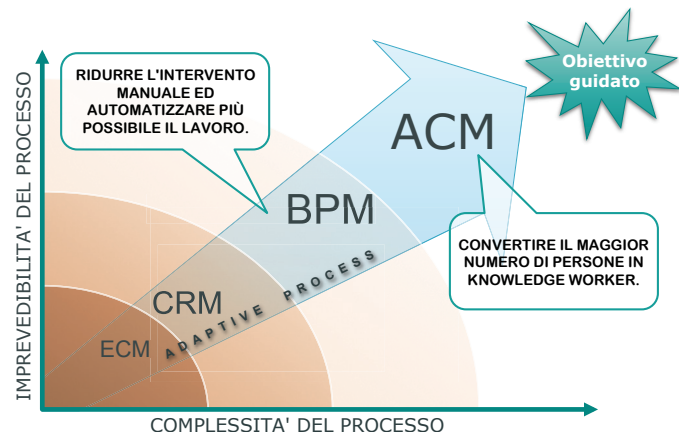 Obiettivo
guidato
RIDURRE L'INTERVENTO
MANUALE ED
AUTOMATIZZARE PIÙ
POSSIBILE IL LAVORO.
ACM
BPM
CONVERTIRE IL MAGGIOR
NUMERO DI PERSONE IN
KNOWLEDGE WORKER.
CRM
ECM
ADAPTIVE PROCESS
IMPREVEDIBILITA' DEL PROCESSO
COMPLESSITA' DEL PROCESSO